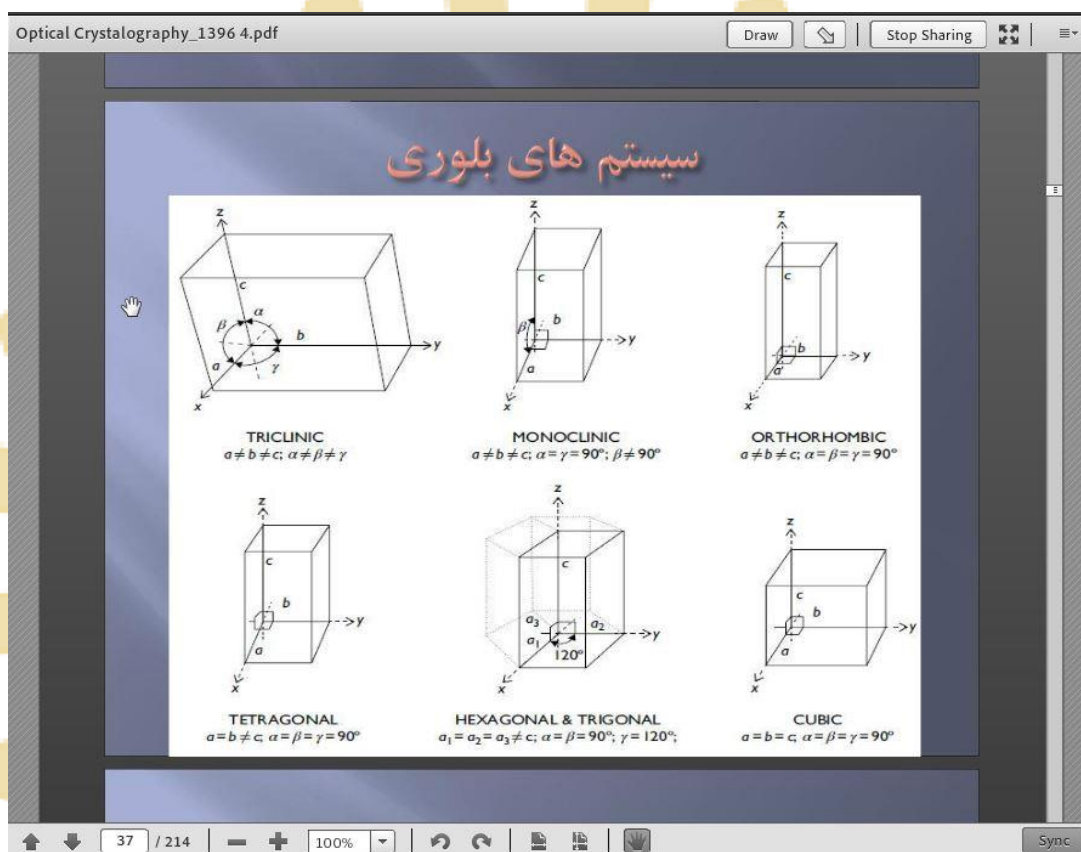 Optical Crystalography_1396 4.pdf
Draw
Stop Sharing
سیستم های بلوری
z
c
β
α
b
y
a
γ
x
TRICLINIC
a≠b≠c; α≠β≠γ
z
c
β
b
y
a
x
MONOCLINIC
a≠b≠c; α=γ=90°; β≠90°
z
c
b
y
a
x
ORTHORHOMBIC
a≠b≠c; α=β=γ=90°
z
c
b
y
a
x
TETRAGONAL
a=b≠c; α=β=γ=90°
z
c
a₃
a₂
y
a₁
120°
x
HEXAGONAL & TRIGONAL
a₁=a₂=a₃≠c; α=β=90°; γ=120°;
z
c
b
y
a
x
CUBIC
a=b=c; α=β=γ=90°
37 / 214
100%
Sync